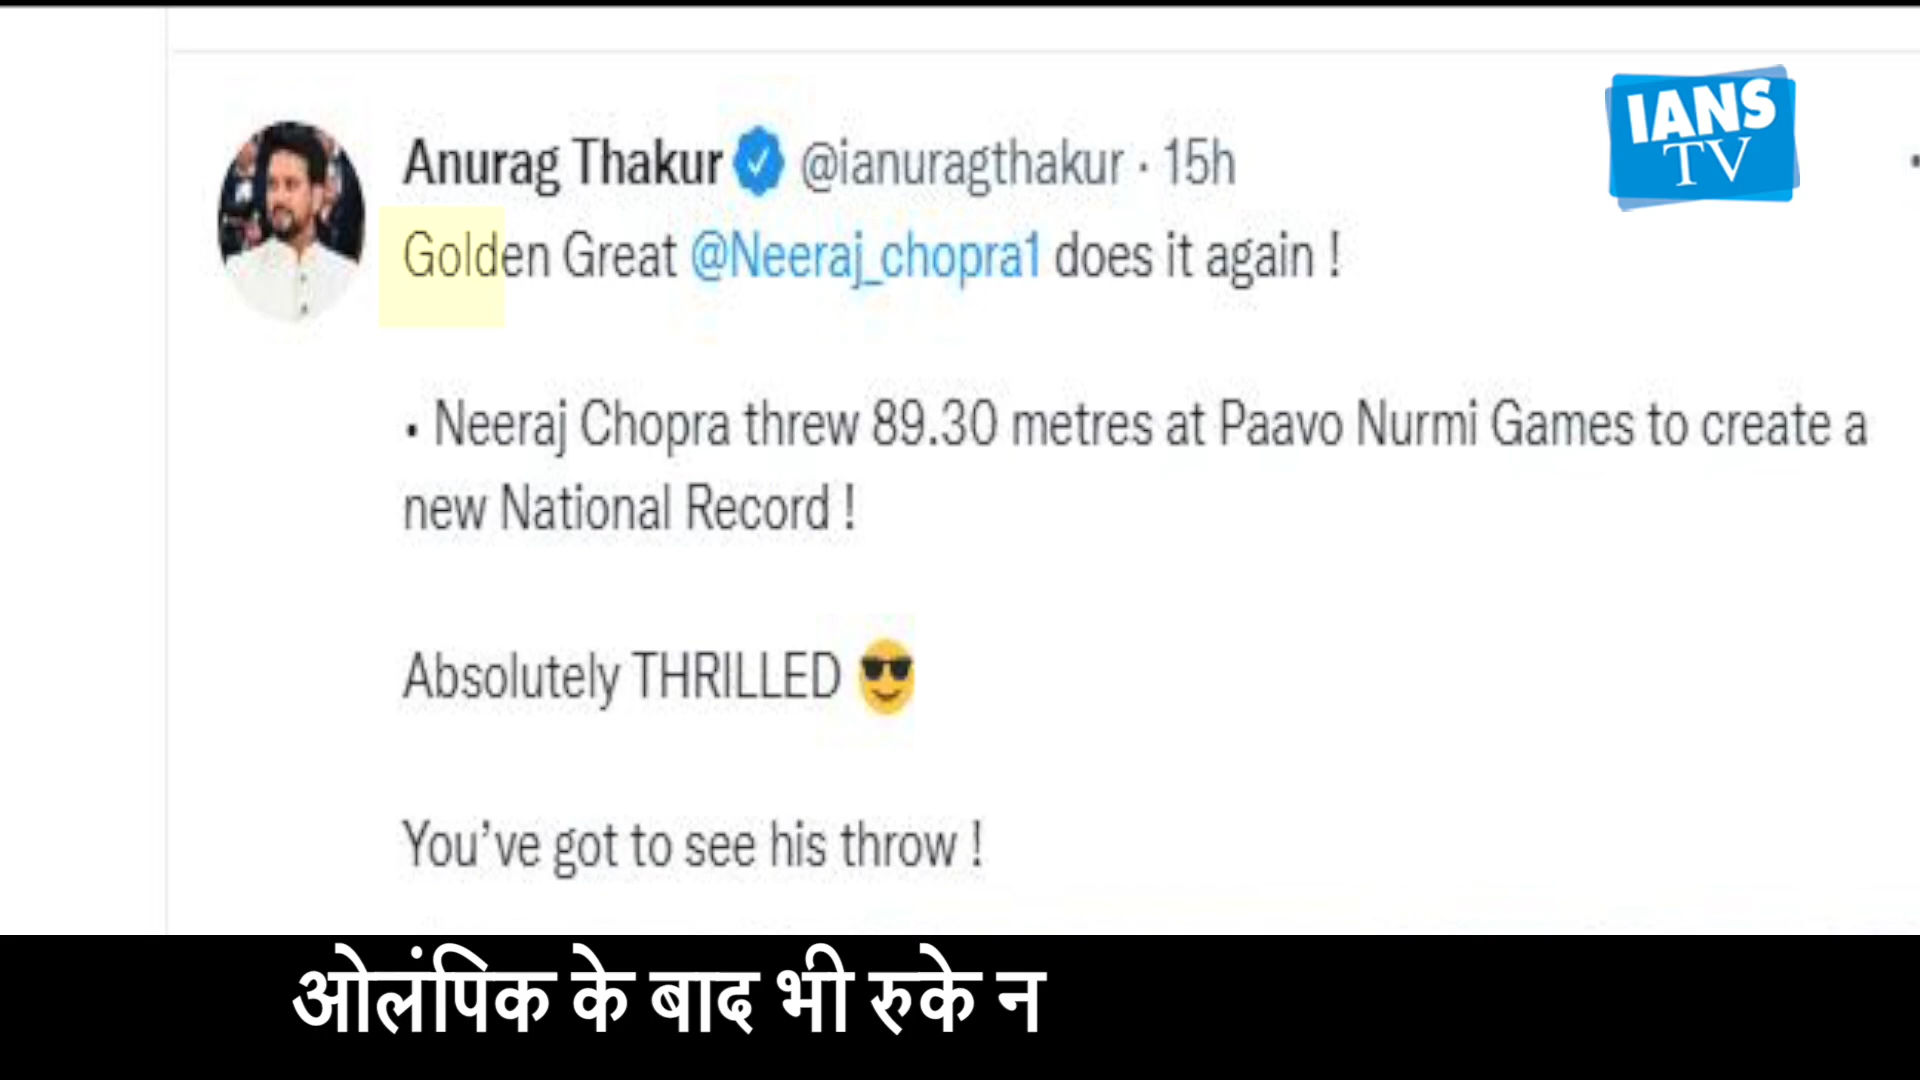 IANS
TV
Anurag Thakur @ianuragthakur · 15h
Golden Great @Neeraj_chopra1 does it again !
• Neeraj Chopra threw 89.30 metres at Paavo Nurmi Games to create a
new National Record !
Absolutely THRILLED 😎
You've got to see his throw !
ओलंपिक के बाद भी रुके न